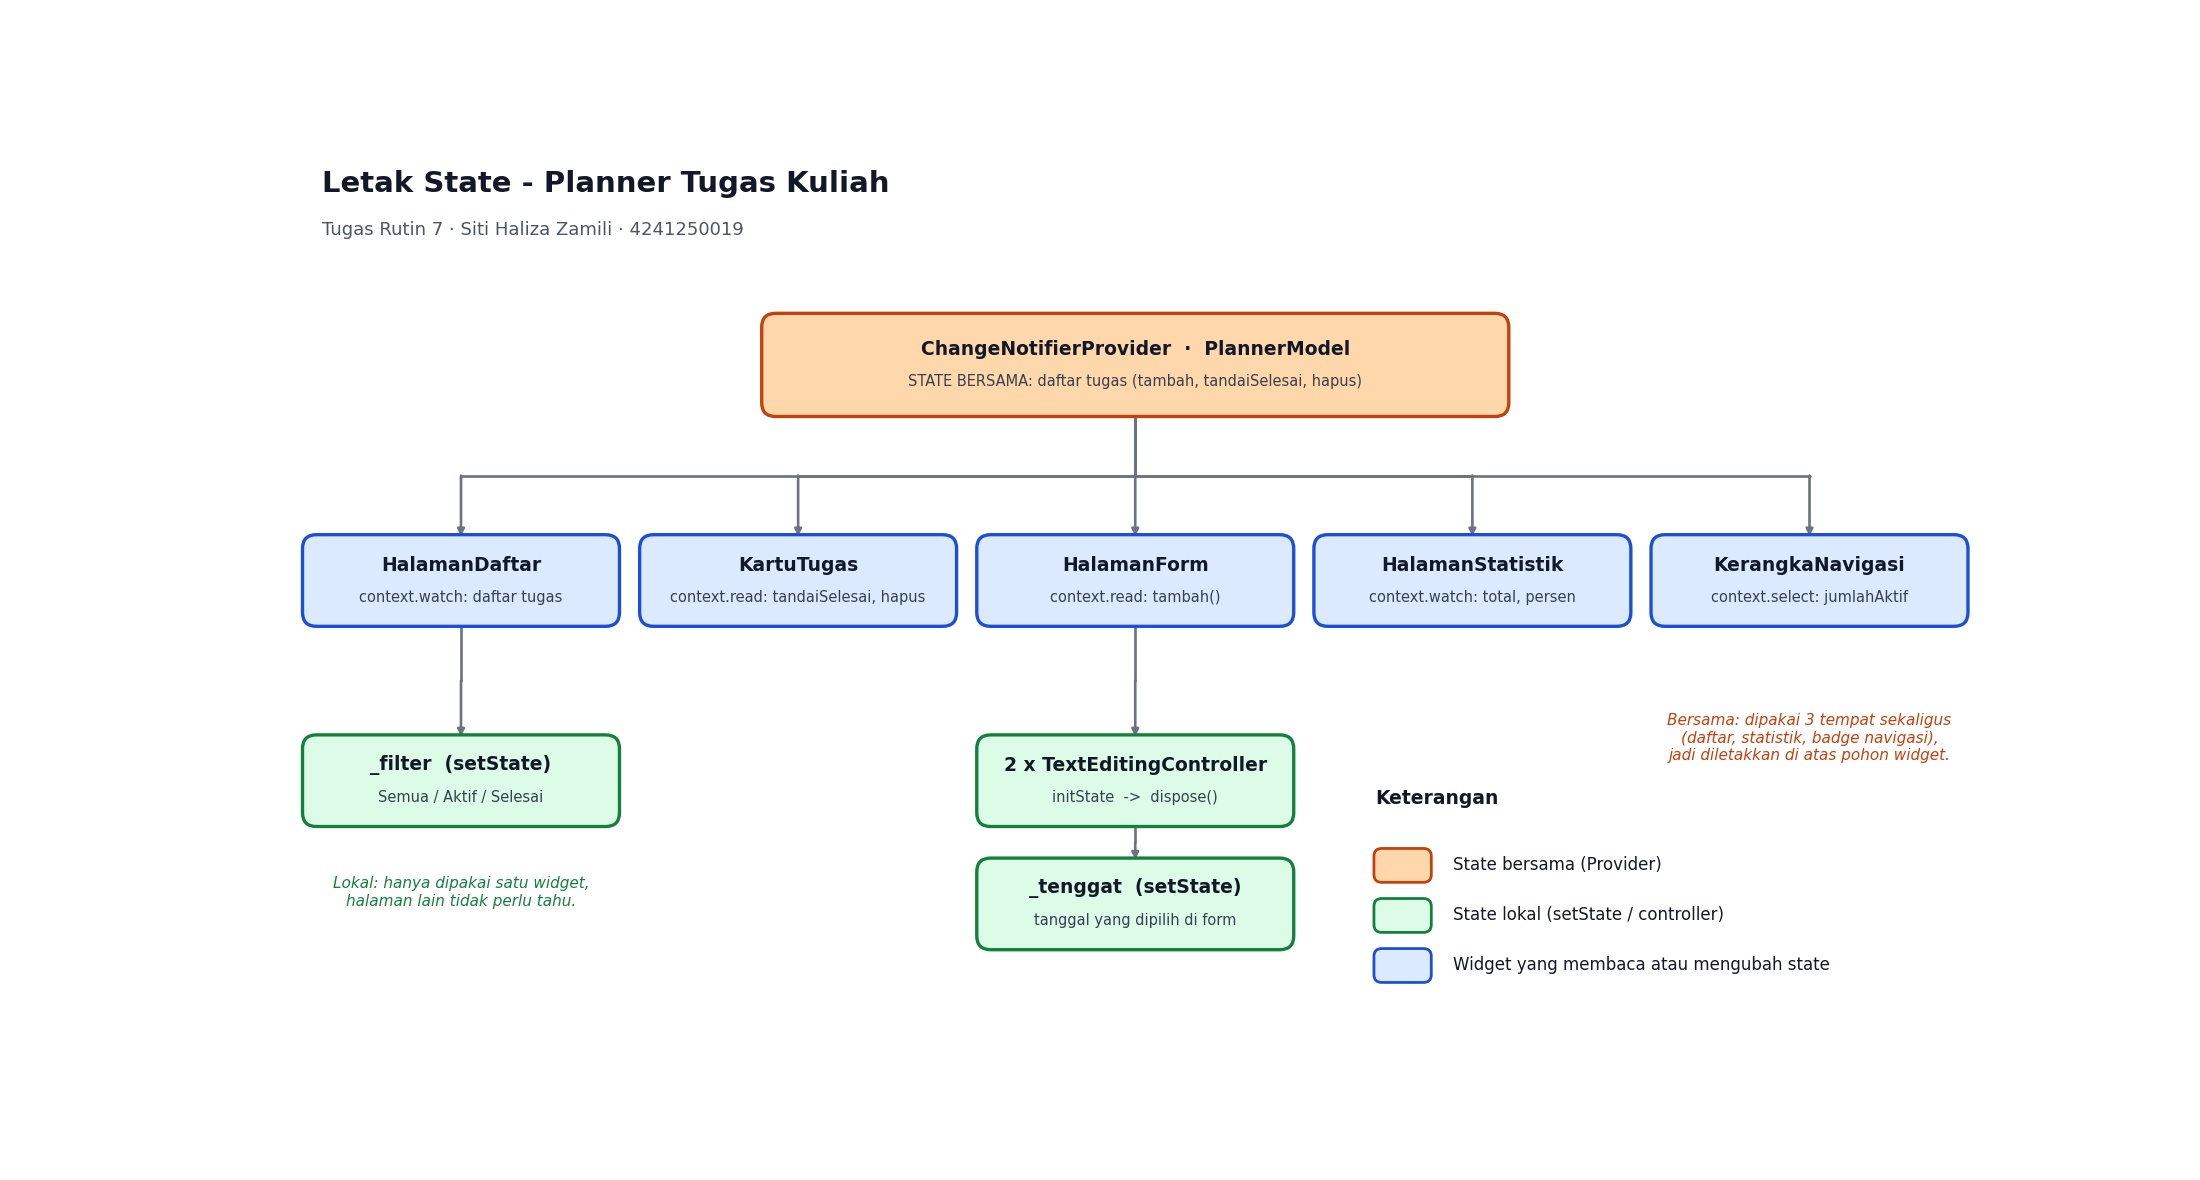 Letak State - Planner Tugas Kuliah
Tugas Rutin 7 · Siti Haliza Zamili · 4241250019
ChangeNotifierProvider · PlannerModel
STATE BERSAMA: daftar tugas (tambah, tandaiSelesai, hapus)
HalamanDaftar
context.watch: daftar tugas
KartuTugas
context.read: tandaiSelesai, hapus
HalamanForm
context.read: tambah()
HalamanStatistik
context.watch: total, persen
KerangkaNavigasi
context.select: jumlahAktif
_filter (setState)
Semua / Aktif / Selesai
Lokal: hanya dipakai satu widget,
halaman lain tidak perlu tahu.
2 x TextEditingController
initState -> dispose()
_tenggat (setState)
tanggal yang dipilih di form
Bersama: dipakai 3 tempat sekaligus
(daftar, statistik, badge navigasi),
jadi diletakkan di atas pohon widget.
Keterangan
State bersama (Provider)
State lokal (setState / controller)
Widget yang membaca atau mengubah state